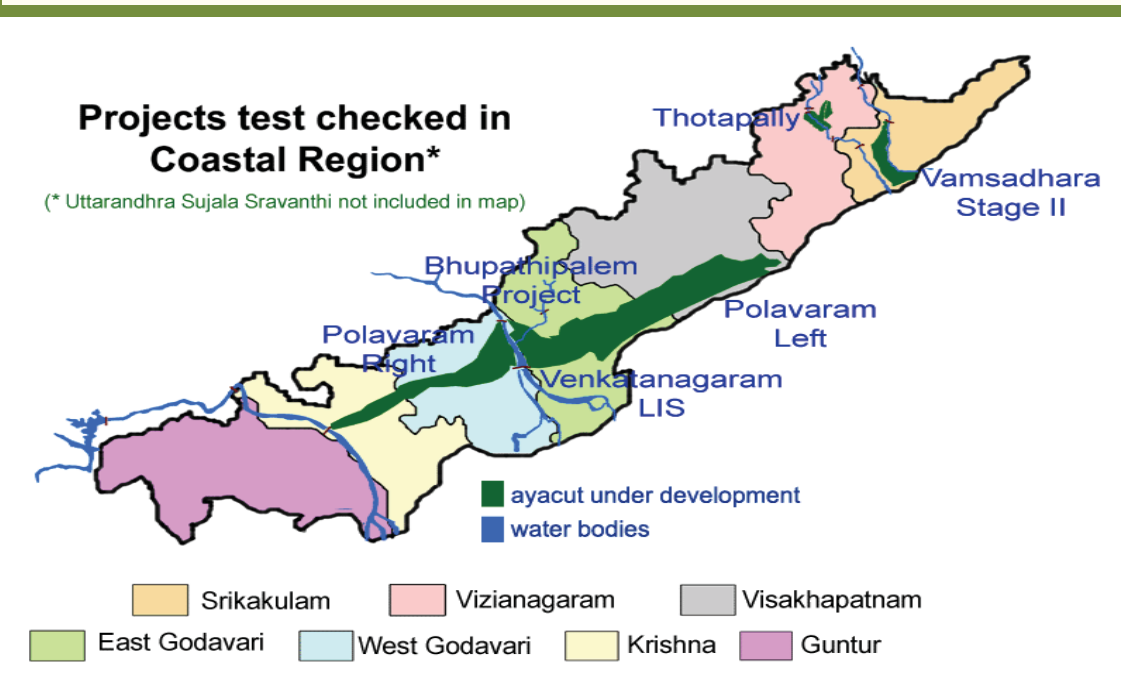 Projects test checked in
Coastal Region*
(* Uttarandhra Sujala Sravanthi not included in map)
Thotapally
Vamsadhara
Stage II
Bhupathipalem
Project
Polavaram
Left
Polavaram
Right
Venkatanagaram
LIS
ayacut under development
water bodies
Srikakulam
Vizianagaram
Visakhapatnam
East Godavari
West Godavari
Krishna
Guntur